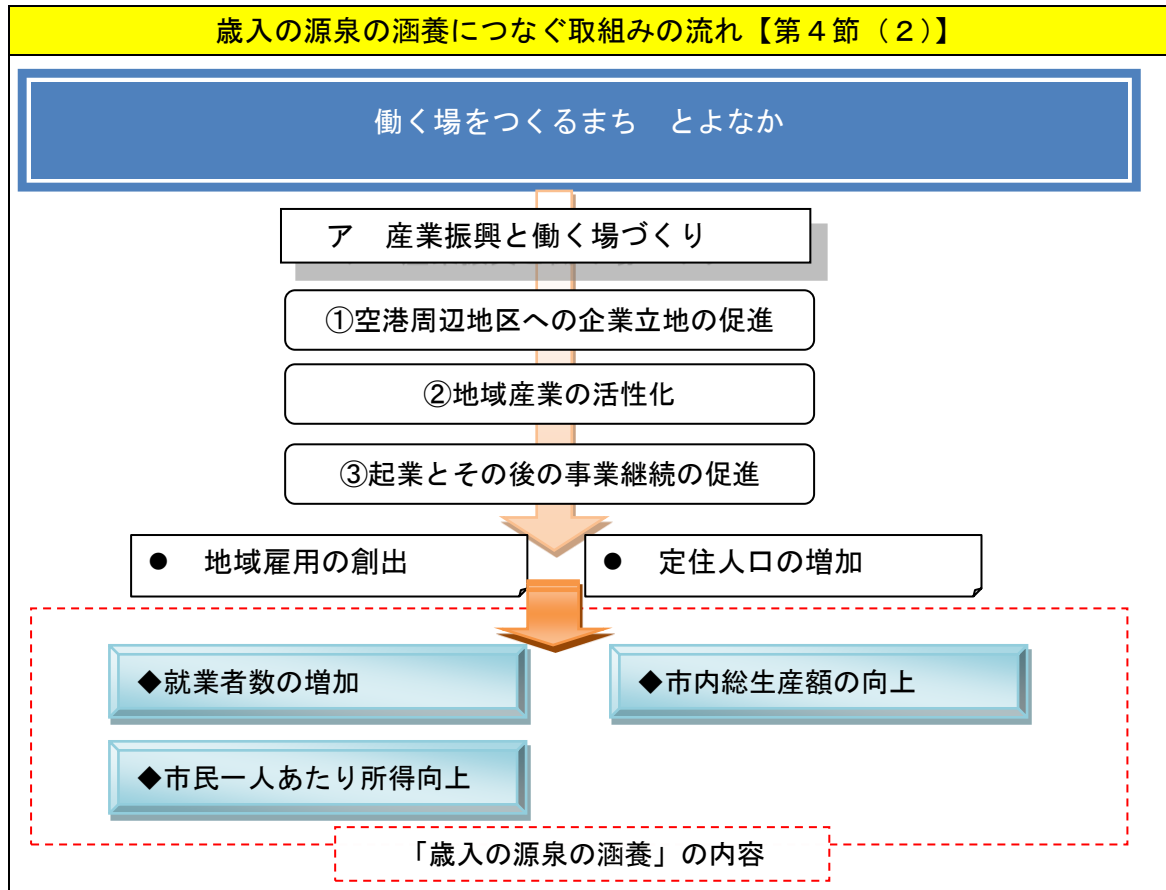 歳入の源泉の涵養につなぐ取組みの流れ【第４節（２）】
働く場をつくるまち　とよなか
ア　産業振興と働く場づくり
①空港周辺地区への企業立地の促進
②地域産業の活性化
③起業とその後の事業継続の促進
●　地域雇用の創出
●　定住人口の増加
◆就業者数の増加
◆市内総生産額の向上
◆市民一人あたり所得向上
「歳入の源泉の涵養」の内容